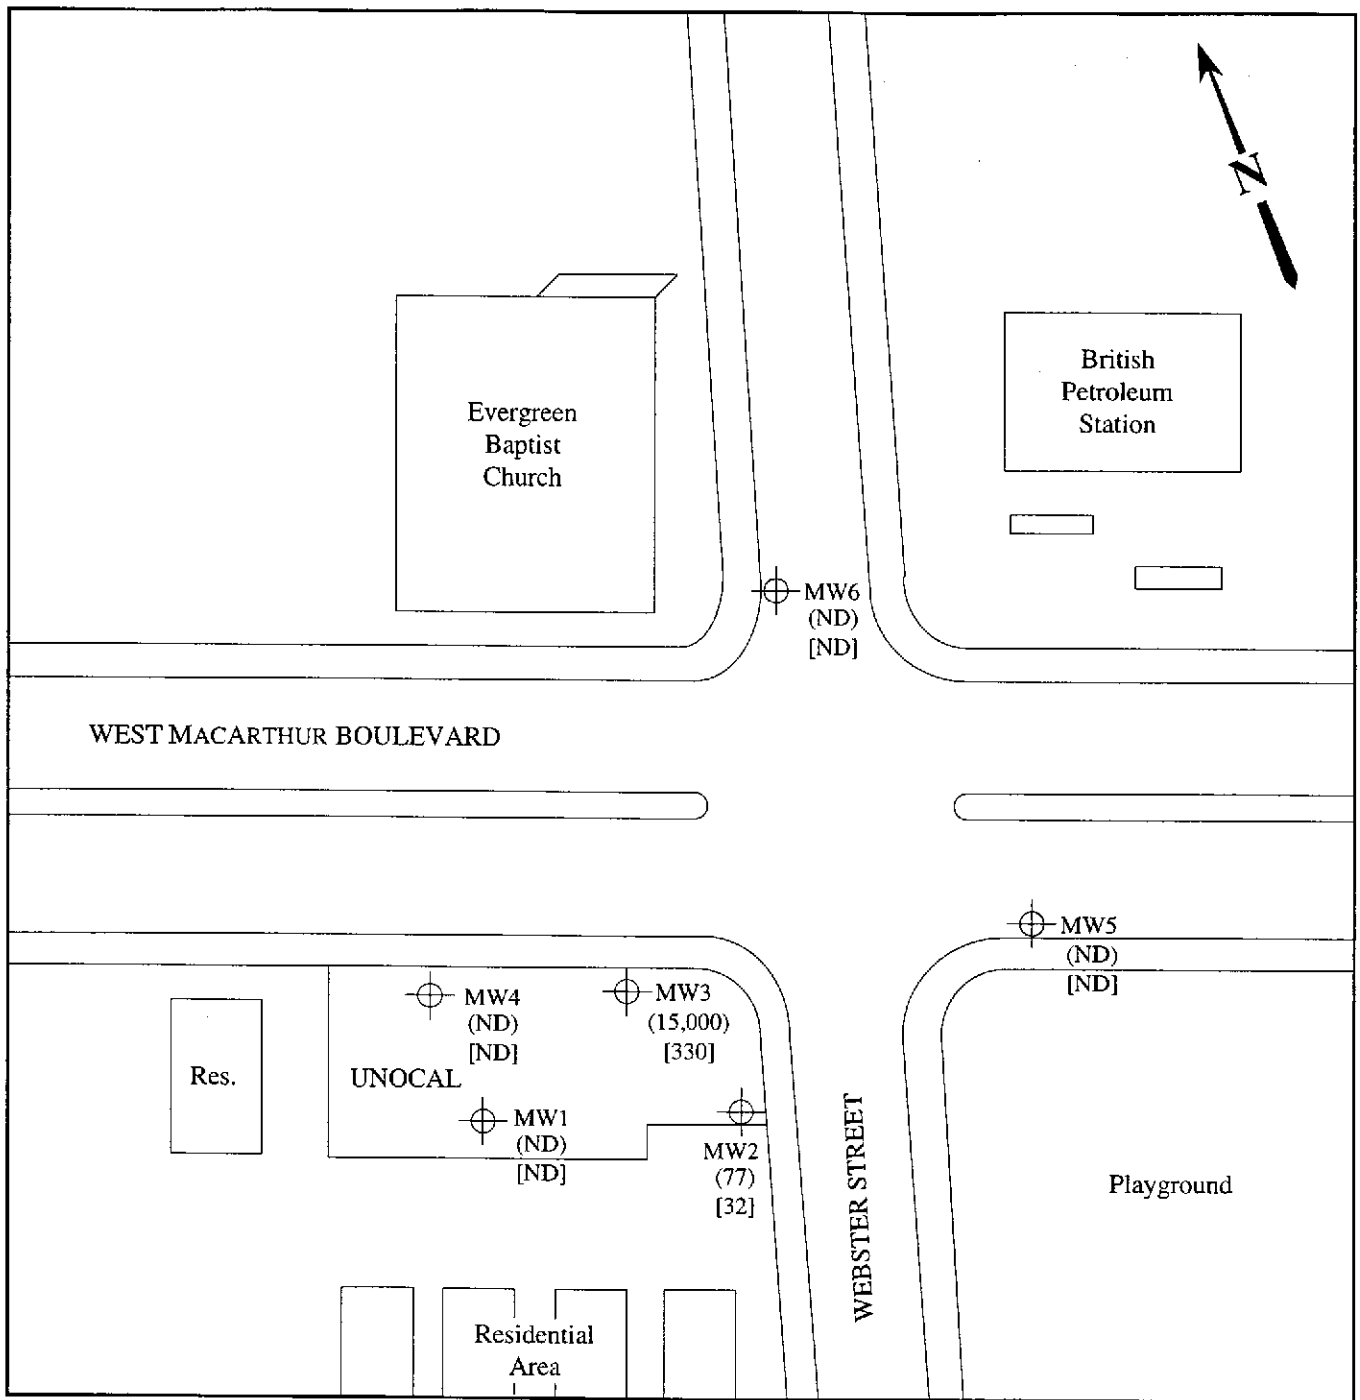 N
British
Petroleum
Station
Evergreen
Baptist
Church
MW6
(ND)
[ND]
WEST MACARTHUR BOULEVARD
MW5
(ND)
[ND]
MW4
(ND)
[ND]
MW3
(15,000)
[330]
Res.
UNOCAL
MW1
(ND)
[ND]
MW2
(77)
[32]
WEBSTER STREET
Playground
Residential
Area